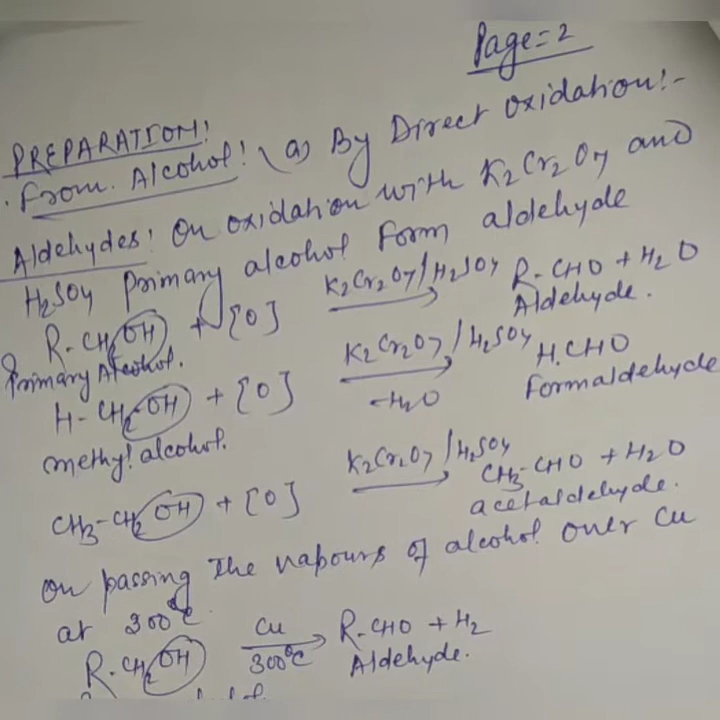 Page=2
PREPARATION!
From Alcohol! (a) By Direct oxidation:-
Aldehydes: On oxidation with K2Cr2O7 and
H2SO4 primary alcohol form aldehyde
R-CH2OH + [O] K2Cr2O7/H2SO4 R-CHO + H2O
Primary Alcohol. Aldehyde.
H-CH2-OH + [O] K2Cr2O7/H2SO4 H.CHO
-H2O
methyl alcohol. Formaldehyde
CH3-CH2OH + [O] K2Cr2O7/H2SO4 CH3-CHO + H2O
acetaldehyde.
On passing The vapours of alcohol over Cu
at 300°C
R-CH2OH Cu R-CHO + H2
300°C Aldehyde.